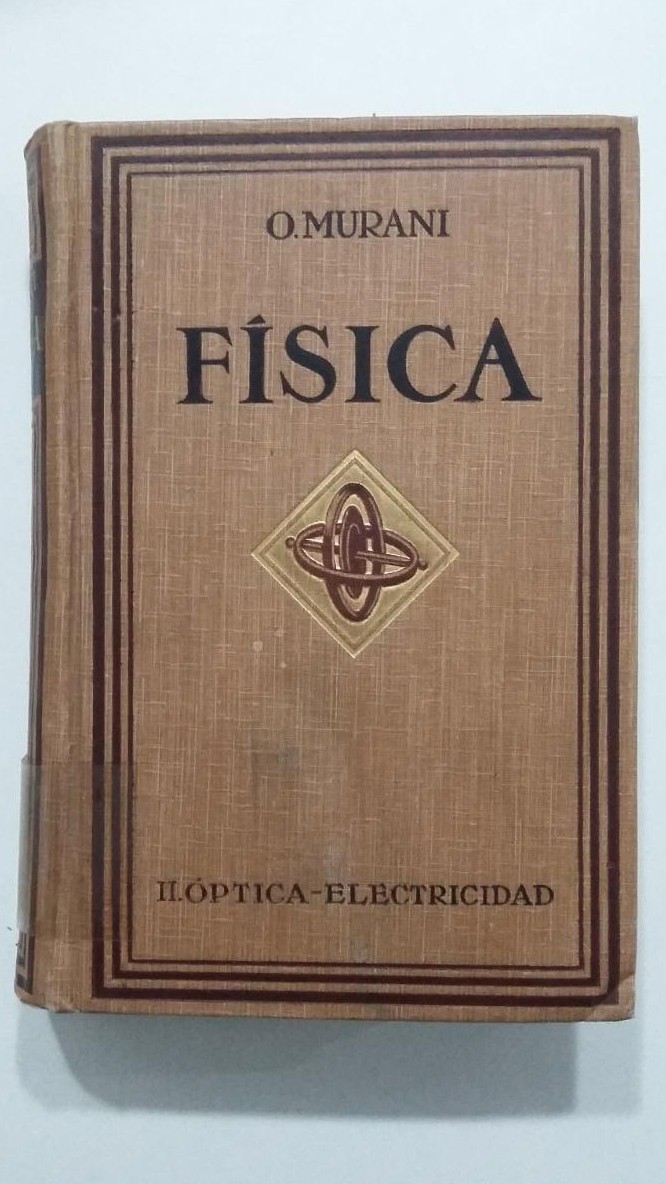 O. MURANI
FÍSICA
II. ÓPTICA-ELECTRICIDAD